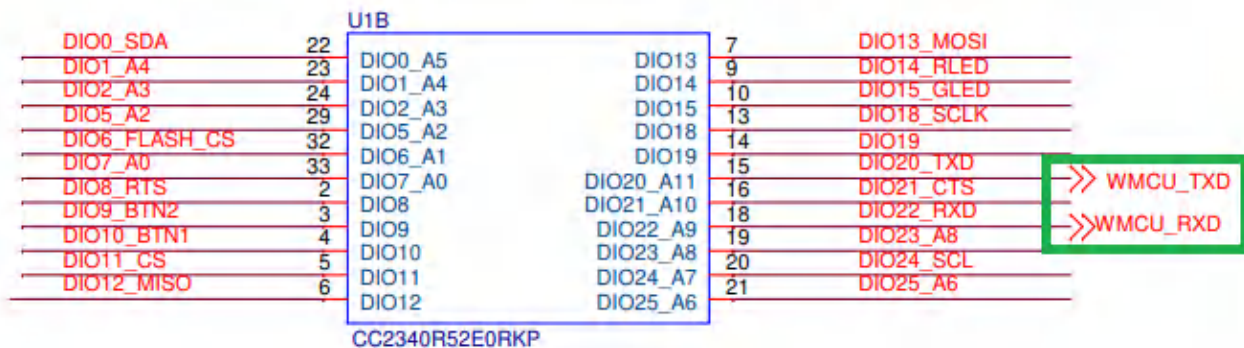 U1B
DIO0_SDA 22 DIO0_A5 DIO13 7 DIO13_MOSI
DIO1_A4 23 DIO1_A4 DIO14 9 DIO14_RLED
DIO2_A3 24 DIO2_A3 DIO15 10 DIO15_GLED
DIO5_A2 29 DIO5_A2 DIO18 13 DIO18_SCLK
DIO6_FLASH_CS 32 DIO6_A1 DIO19 14 DIO19
DIO7_A0 33 DIO7_A0 DIO20_A11 15 DIO20_TXD WMCU_TXD
DIO8_RTS 2 DIO8 DIO21_A10 16 DIO21_CTS
DIO9_BTN2 3 DIO9 DIO22_A9 18 DIO22_RXD WMCU_RXD
DIO10_BTN1 4 DIO10 DIO23_A8 19 DIO23_A8
DIO11_CS 5 DIO11 DIO24_A7 20 DIO24_SCL
DIO12_MISO 6 DIO12 DIO25_A6 21 DIO25_A6
CC2340R52E0RKP